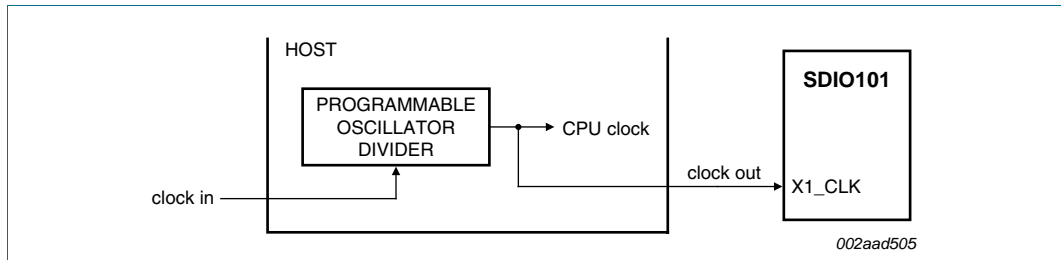 HOST
SDIO101
PROGRAMMABLE
OSCILLATOR
DIVIDER
CPU clock
clock in
clock out
X1_CLK
002aad505